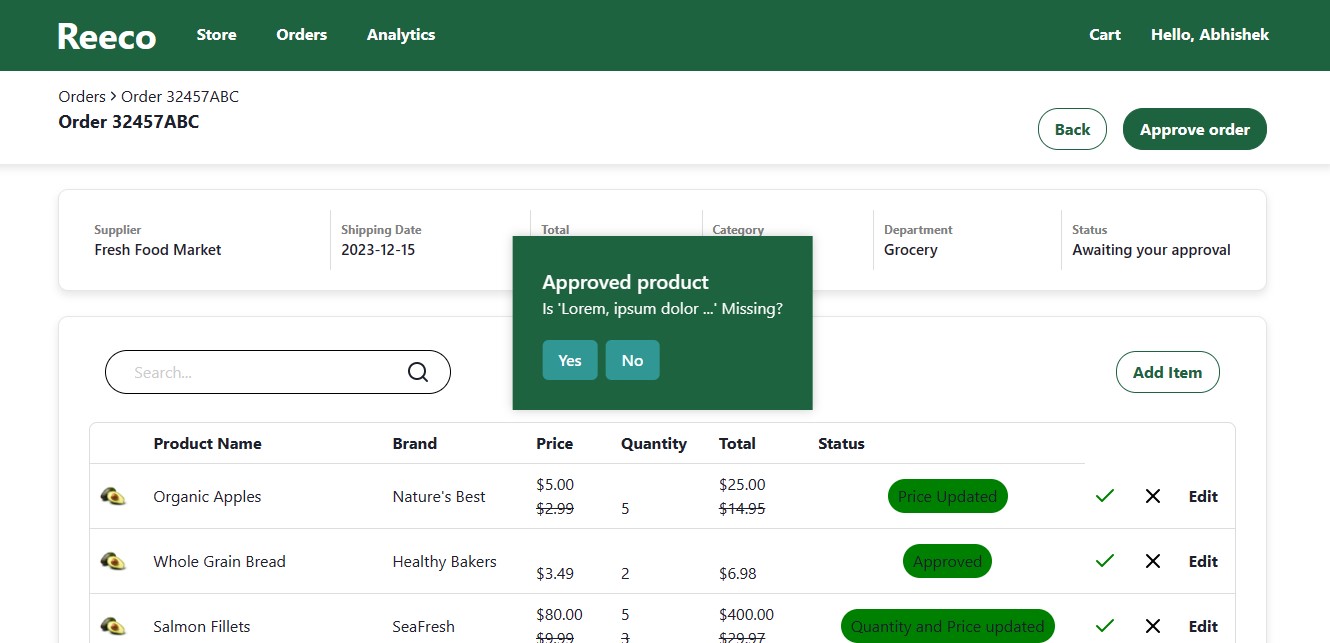 Reeco Store Orders Analytics Cart Hello, Abhishek
Orders > Order 32457ABC
Order 32457ABC
Back Approve order
Supplier Shipping Date Total Category Department Status
Fresh Food Market 2023-12-15 Grocery Awaiting your approval
Approved product
Is 'Lorem, ipsum dolor ...' Missing?
Yes No
Search... Add Item
Product Name Brand Price Quantity Total Status
$5.00 $25.00
Organic Apples Nature's Best Price Updated Edit
$2.99 5 $14.95
Whole Grain Bread Healthy Bakers Approved Edit
$3.49 2 $6.98
$80.00 5 $400.00
Salmon Fillets SeaFresh Quantity and Price updated Edit
$9.99 3 $29.97